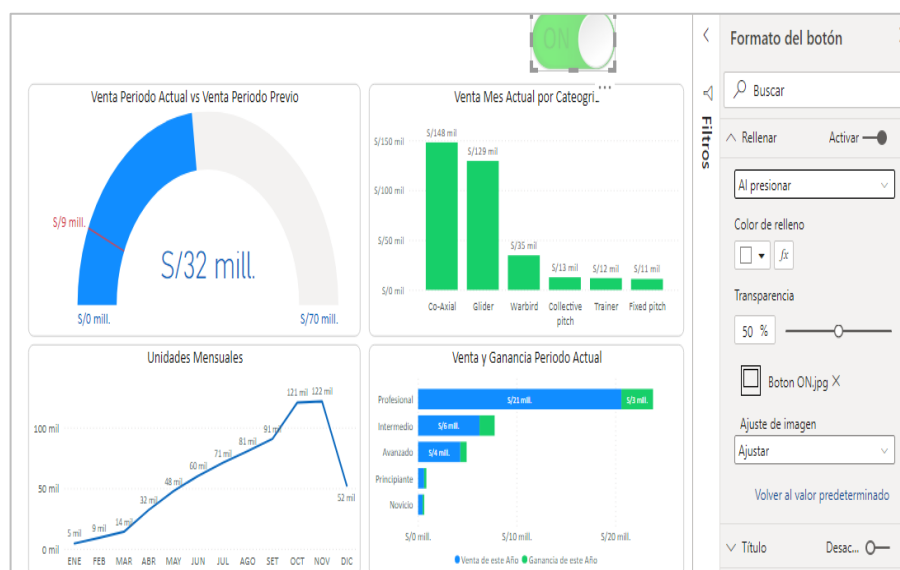 ON
Venta Periodo Actual vs Venta Periodo Previo
S/9 mill.
S/32 mill.
S/0 mill.
S/70 mill.
Venta Mes Actual por Cateogri...
S/150 mil
S/100 mil
S/50 mil
S/0 mil
S/148 mil
S/129 mil
S/35 mil
S/13 mil
S/12 mil
S/11 mil
Co-Axial
Glider
Warbird
Collective
pitch
Trainer
Fixed pitch
Unidades Mensuales
100 mil
50 mil
0 mil
5 mil
9 mil
14 mil
32 mil
48 mil
60 mil
71 mil
81 mil
91 mil
121 mil
122 mil
52 mil
ENE FEB MAR ABR MAY JUN JUL AGO SET OCT NOV DIC
Venta y Ganancia Periodo Actual
Profesional
S/21 mill.
S/3 mill.
Intermedio
S/6 mill.
Avanzado
S/4 mill.
Principiante
Novicio
S/0 mill.
S/10 mill.
S/20 mill.
Venta de este Año
Ganancia de este Año
Filtros
Formato del botón
Buscar
Rellenar
Activar
Al presionar
Color de relleno
fx
Transparencia
50 %
Boton ON.jpg
Ajuste de imagen
Ajustar
Volver al valor predeterminado
Título
Desac...